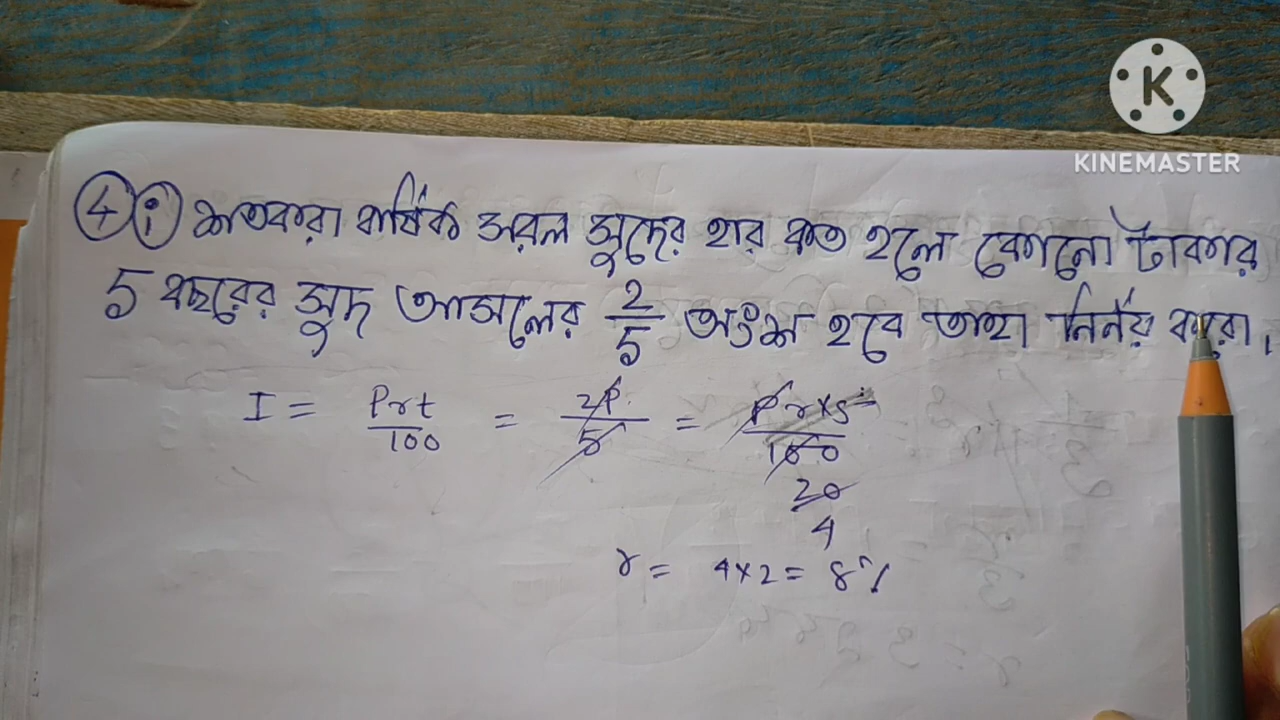 K
KINEMASTER
4 i শতকরা বার্ষিক সরল সুদের হার কত হলে কোনো টাকার
5 বছরের সুদ আসলের 2/5 অংশ হবে তাহা নির্নয় করো।
I = Prt/100 = 2P/5 = P r×5/100
20
4
r = 4×2 = 8%